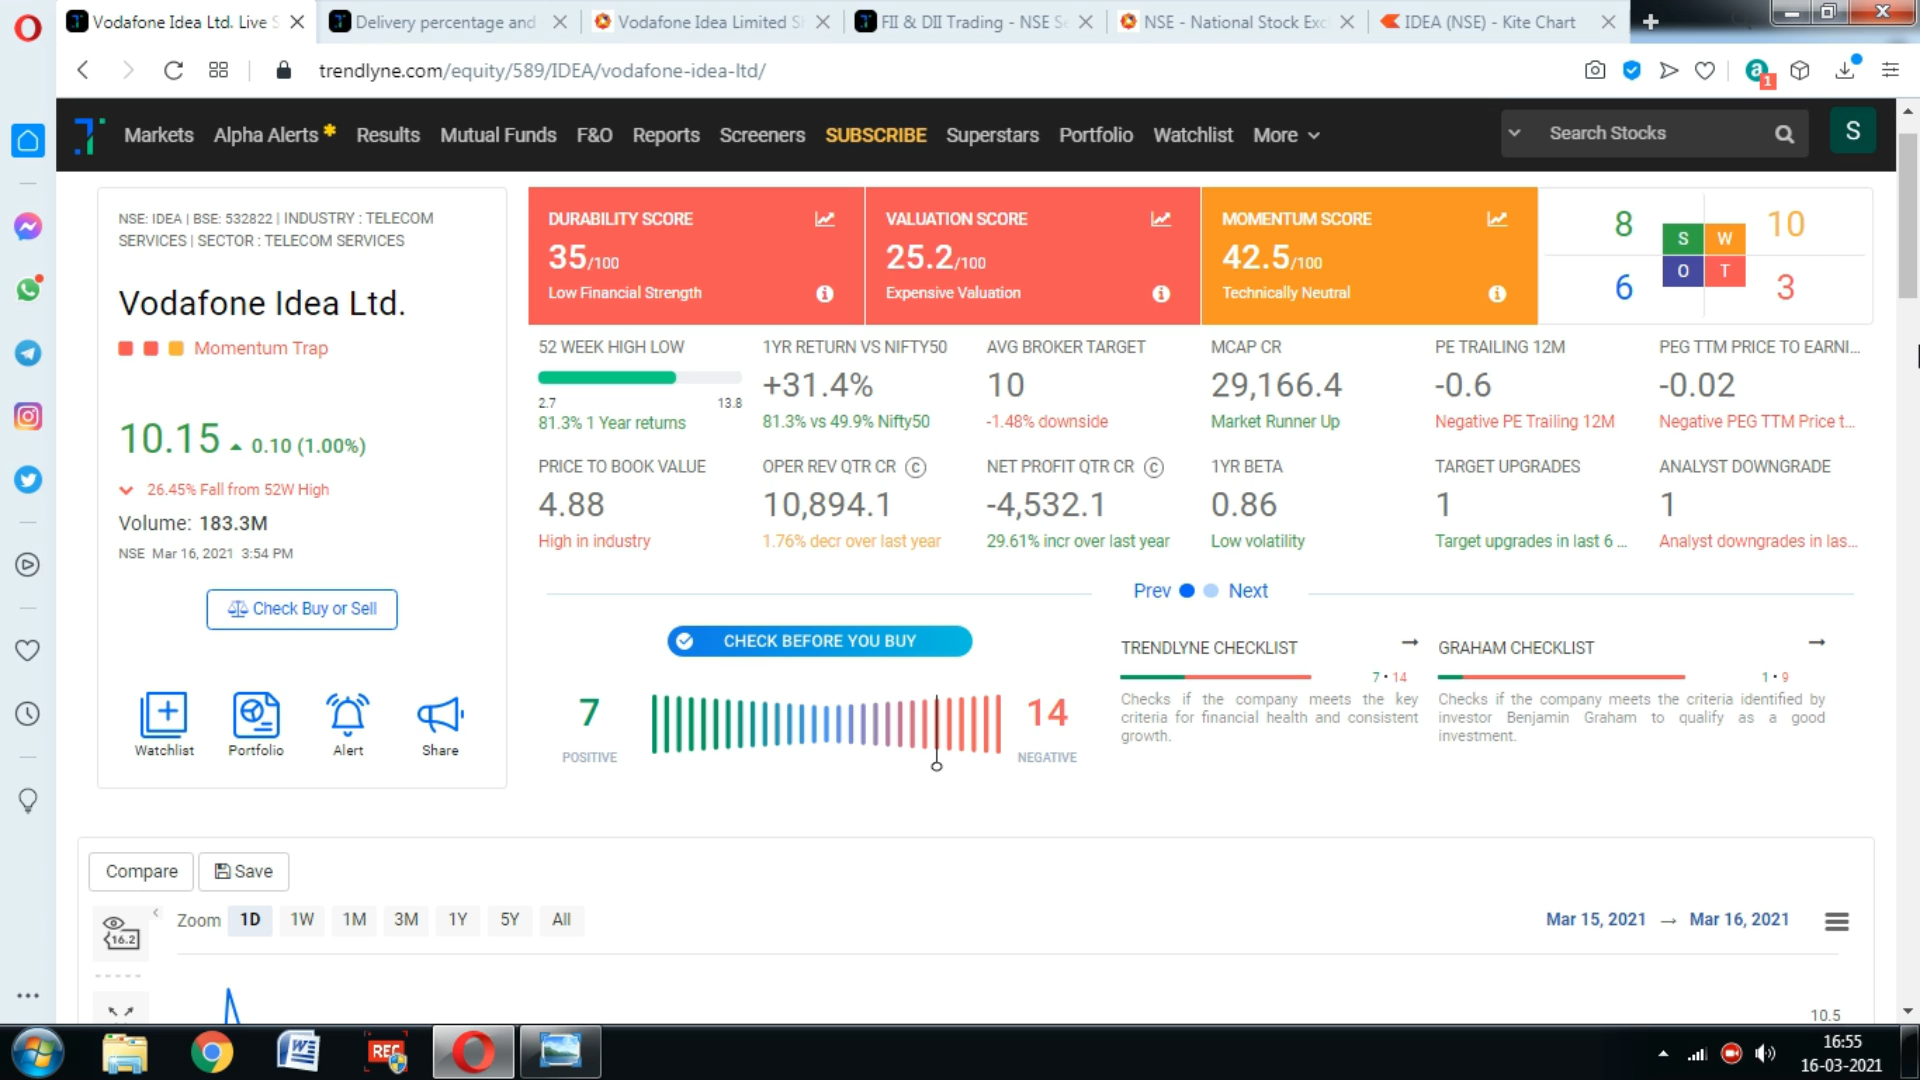 Vodafone Idea Ltd. Live S
Delivery percentage and
Vodafone Idea Limited S
FII & DII Trading - NSE Se
NSE - National Stock Exc
IDEA (NSE) - Kite Chart
trendlyne.com/equity/589/IDEA/vodafone-idea-ltd/
1
Markets Alpha Alerts Results Mutual Funds F&O Reports Screeners SUBSCRIBE Superstars Portfolio Watchlist More
Search Stocks
S
NSE: IDEA | BSE: 532822 | INDUSTRY : TELECOM
SERVICES | SECTOR : TELECOM SERVICES
Vodafone Idea Ltd.
Momentum Trap
10.15 0.10 (1.00%)
26.45% Fall from 52W High
Volume: 183.3M
NSE Mar 16, 2021 3:54 PM
Check Buy or Sell
Watchlist Portfolio Alert Share
DURABILITY SCORE
35/100
Low Financial Strength
VALUATION SCORE
25.2/100
Expensive Valuation
MOMENTUM SCORE
42.5/100
Technically Neutral
8 S W 10
6 O T 3
52 WEEK HIGH LOW
2.7 13.8
81.3% 1 Year returns
1YR RETURN VS NIFTY50
+31.4%
81.3% vs 49.9% Nifty50
AVG BROKER TARGET
10
-1.48% downside
MCAP CR
29,166.4
Market Runner Up
PE TRAILING 12M
-0.6
Negative PE Trailing 12M
PEG TTM PRICE TO EARNI...
-0.02
Negative PEG TTM Price t...
PRICE TO BOOK VALUE
4.88
High in industry
OPER REV QTR CR C
10,894.1
1.76% decr over last year
NET PROFIT QTR CR C
-4,532.1
29.61% incr over last year
1YR BETA
0.86
Low volatility
TARGET UPGRADES
1
Target upgrades in last 6 ...
ANALYST DOWNGRADE
1
Analyst downgrades in las...
Prev Next
CHECK BEFORE YOU BUY
7
POSITIVE
14
NEGATIVE
TRENDLYNE CHECKLIST
7 • 14
Checks if the company meets the key
criteria for financial health and consistent
growth.
GRAHAM CHECKLIST
1 • 9
Checks if the company meets the criteria identified by
investor Benjamin Graham to qualify as a good
investment.
Compare Save
16.2
Zoom 1D 1W 1M 3M 1Y 5Y All
Mar 15, 2021 → Mar 16, 2021
10.5
REC
16:55
16-03-2021